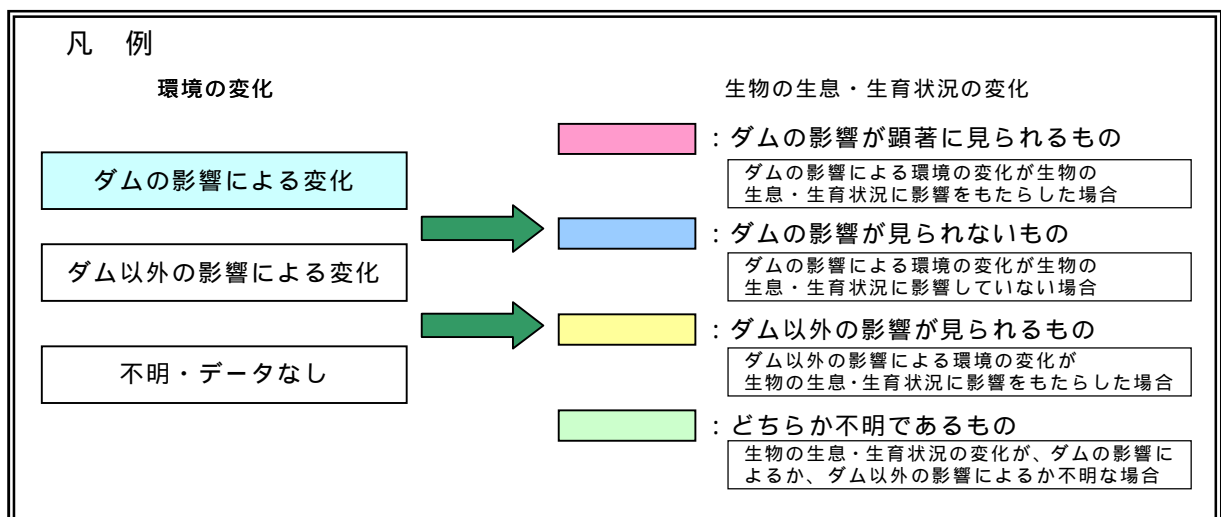 凡　例
環境の変化
ダムの影響による変化
ダム以外の影響による変化
不明・データなし
生物の生息・生育状況の変化
：ダムの影響が顕著に見られるもの
ダムの影響による環境の変化が生物の
生息・生育状況に影響をもたらした場合
：ダムの影響が見られないもの
ダムの影響による環境の変化が生物の
生息・生育状況に影響していない場合
：ダム以外の影響が見られるもの
ダム以外の影響による環境の変化が
生物の生息・生育状況に影響をもたらした場合
：どちらか不明であるもの
生物の生息・生育状況の変化が、ダムの影響に
よるか、ダム以外の影響によるか不明な場合